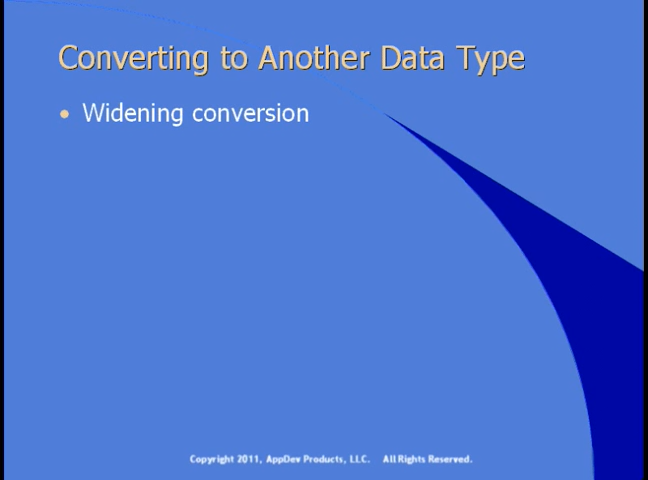 Converting to Another Data Type
• Widening conversion
Copyright 2011, AppDev Products, LLC. All Rights Reserved.